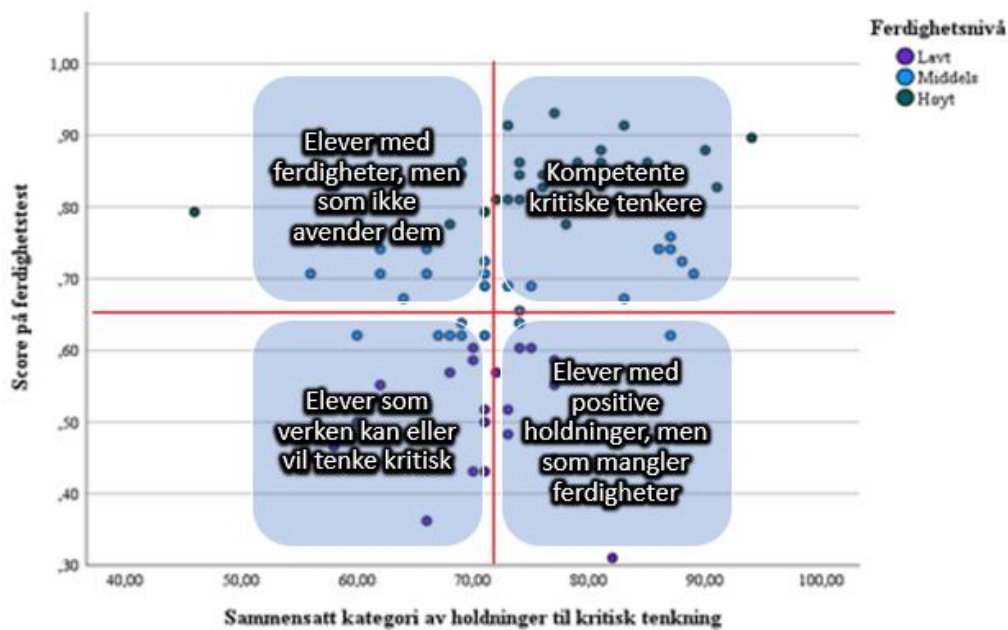 Ferdighetsnivå
Lavt
Middels
Høyt
Score på ferdighetstest
1,00
,90
,80
,70
,60
,50
,40
,30
Elever med
ferdigheter, men
som ikke
avender dem
Kompetente
kritiske tenkere
Elever som
verken kan eller
vil tenke kritisk
Elever med
positive
holdninger, men
som mangler
ferdigheter
40,00 50,00 60,00 70,00 80,00 90,00 100,00
Sammensatt kategori av holdninger til kritisk tenkning